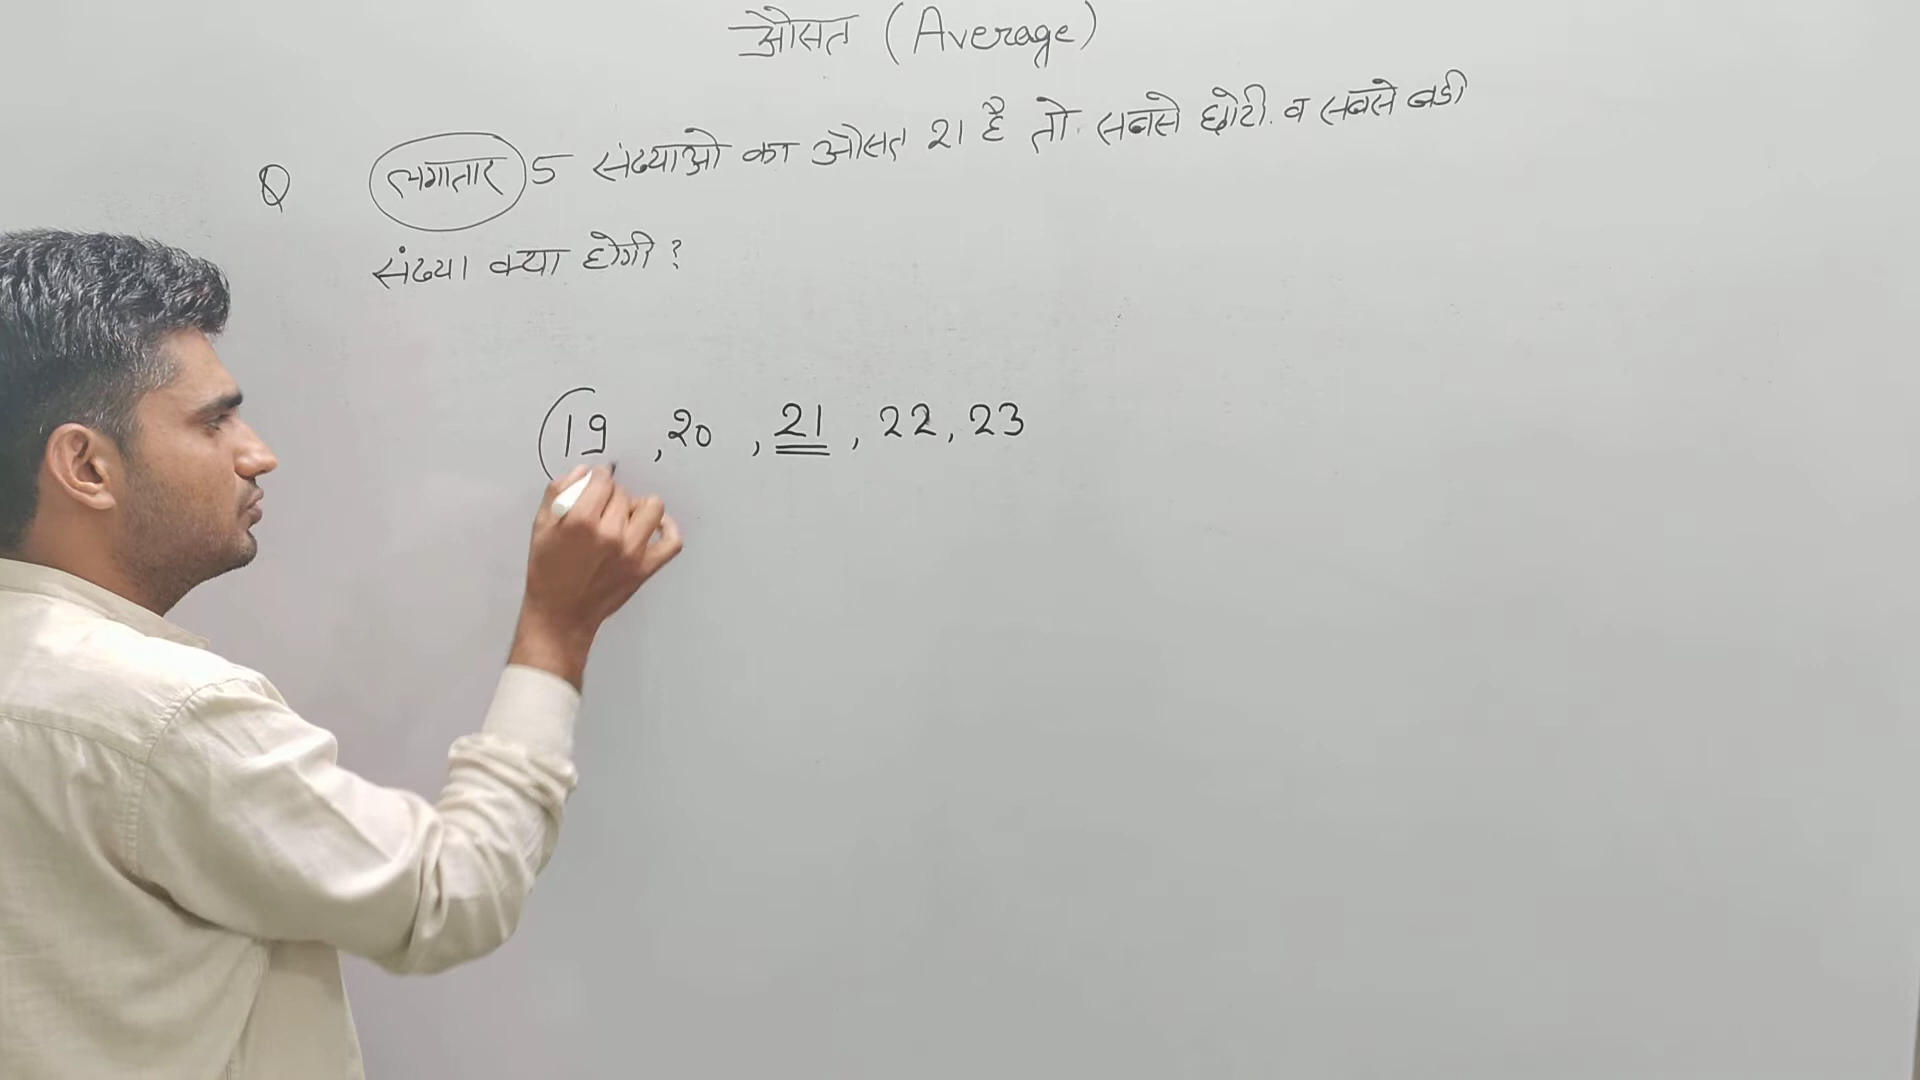 औसत (Average)
Q लगातार 5 संख्याओ का औसत 21 है तो सबसे छोटी व सबसे बडी
संख्या क्या होगी ?
19 , 20 , 21 , 22 , 23